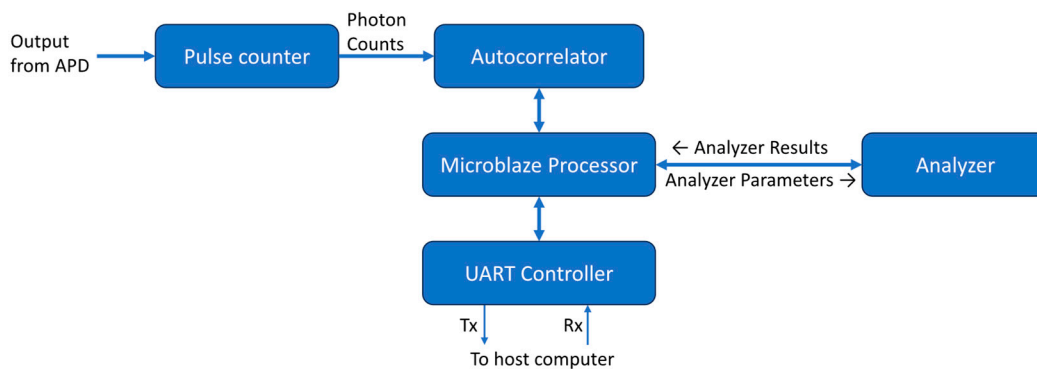 Output
from APD
Pulse counter
Photon
Counts
Autocorrelator
Microblaze Processor
← Analyzer Results
Analyzer Parameters →
Analyzer
UART Controller
Tx
Rx
To host computer